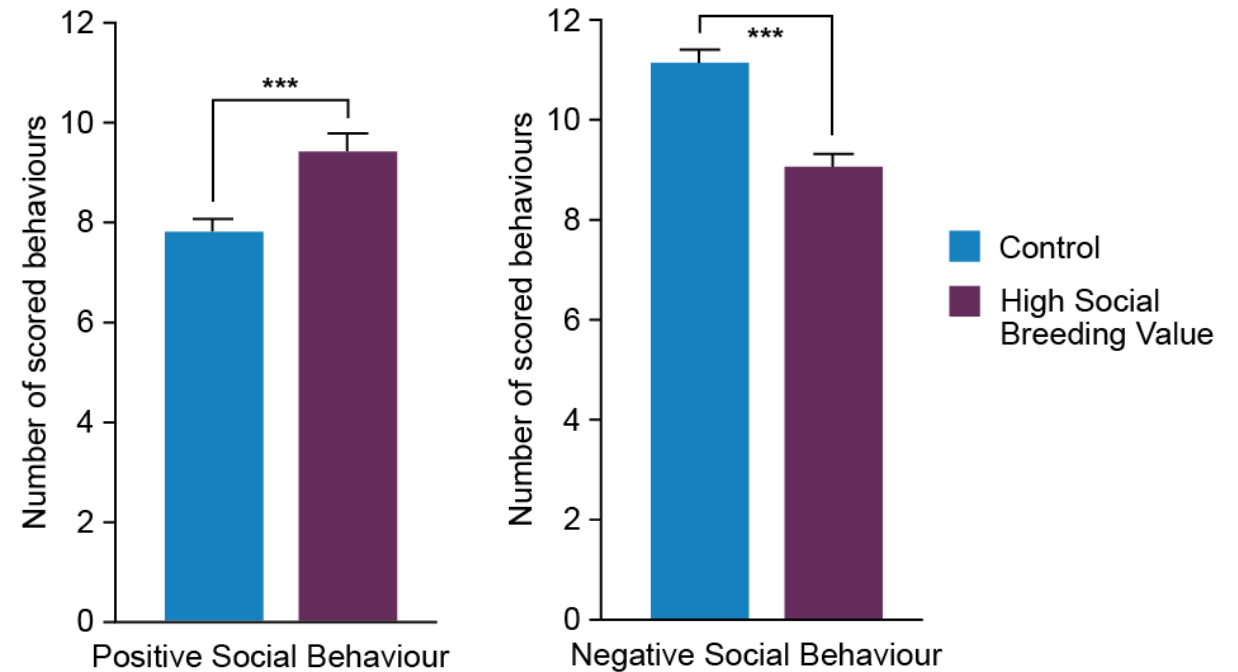 12
10
8
6
4
2
0
Number of scored behaviours
***
Positive Social Behaviour
12
10
8
6
4
2
0
Number of scored behaviours
***
Negative Social Behaviour
Control
High Social
Breeding Value